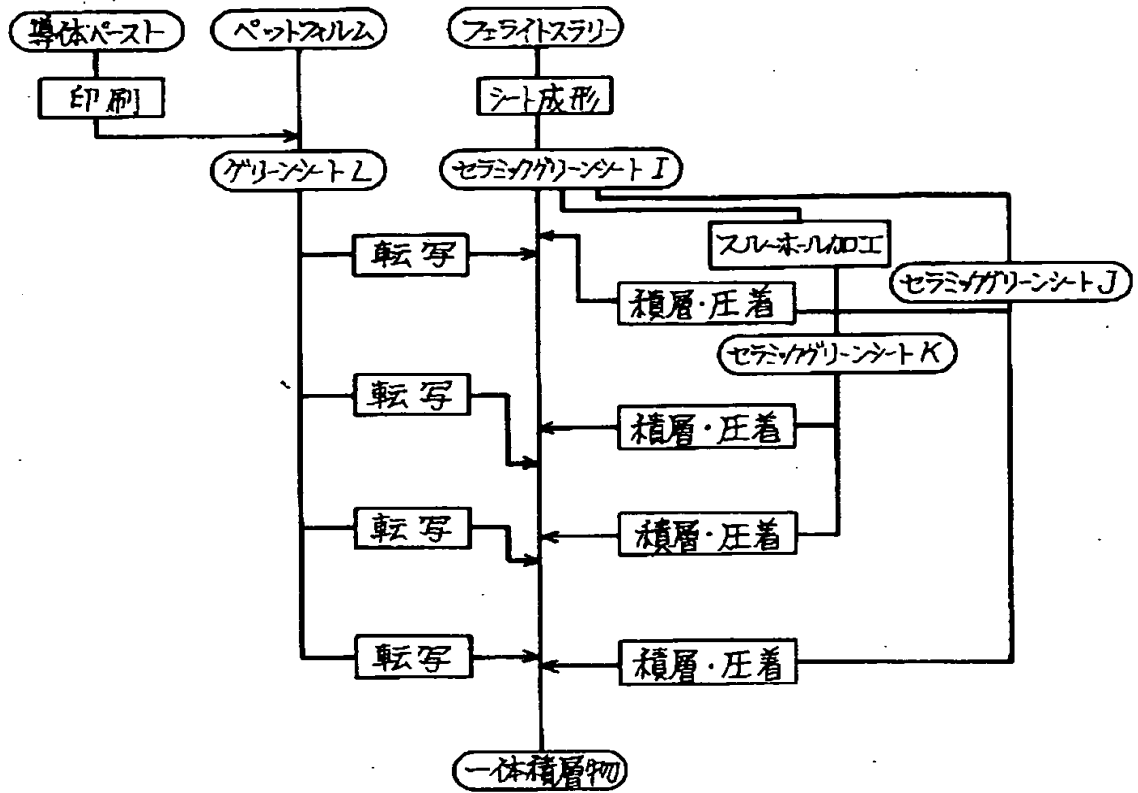 導体ペースト
ペットフィルム
フェライトスラリー
印刷
シート成形
グリーンシートL
セラミックグリーンシートI
スルーホール加工
転写
セラミックグリーンシートJ
積層・圧着
セラミックグリーンシートK
転写
積層・圧着
転写
積層・圧着
転写
積層・圧着
一体積層物